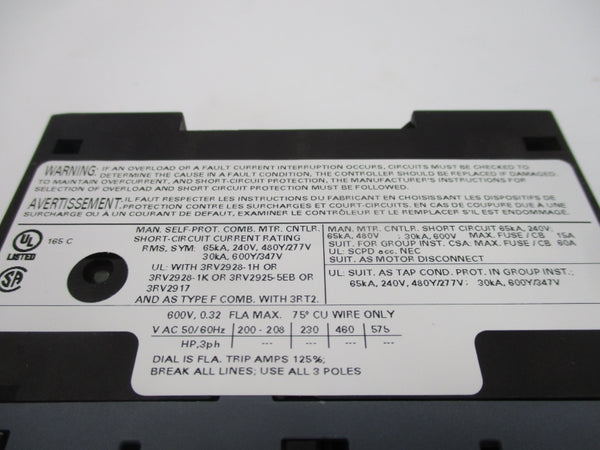 WARNING: IF AN OVERLOAD OR A FAULT CURRENT INTERRUPTION OCCURS, CIRCUITS MUST BE CHECKED TO
DETERMINE THE CAUSE IN A FAULT CONDITION, THE CONTROLLER SHOULD BE REPLACED IF DAMAGED.
TO MAINTAIN OVERCURRENT, AND SHORT CIRCUIT PROTECTION, THE MANUFACTURER'S INSTRUCTIONS FOR
SELECTION OF OVERLOAD AND SHORT CIRCUIT PROTECTION MUST BE FOLLOWED.
AVERTISSEMENT: IL FAUT RESPECTER LES INSTRUCTIONS DU FABRICANT EN CHOISISSANT LES DISPOSITIFS DE
PROTECTION CONTRE LES SURCHARGES ET LES COURT-CIRCUITS. EN CAS DE COUPURE DUE A UNE
SURCHARGE OU À UN COURANT DE DEFAUT, EXAMINER LE CONTRÔLEUR ET LE REMPLACER S'IL EST ENDOMMAGÉ.
UL
LISTED
165 C
SA
MAN. SELF-PROT. COMB. MTR. CNTLR.
SHORT-CIRCUIT CURRENT RATING
RMS, SYM. 65kA, 240V, 480Y/277V
30kA, 600Y/347V
UL: WITH 3RV2928-1H OR
3RV2928-1K OR 3RV2925-5EB OR
3RV2917
AND AS TYPE F COMB. WITH 3RT2.
MAN. MTR. CNTLR. SHORT CIRCUIT 65kA, 240V,
65kA, 480V ; 30kA, 600V MAX. FUSE / CB 15A
UL: SCPD acc. NEC
SUIT. FOR GROUP INST. CSA: MAX. FUSE / CB 60A
SUIT. AS MOTOR DISCONNECT
UL: SUIT. AS TAP COND. PROT. IN GROUP INST.:
65kA, 240V, 480Y/277V; 30kA, 600Y/347V
600V, 0.32 FLA MAX. 75° CU WIRE ONLY
V AC 50/60Hz 200 - 208 230 460 575
HP,3ph --- --- --- ---
DIAL IS FLA. TRIP AMPS 125%;
BREAK ALL LINES; USE ALL 3 POLES